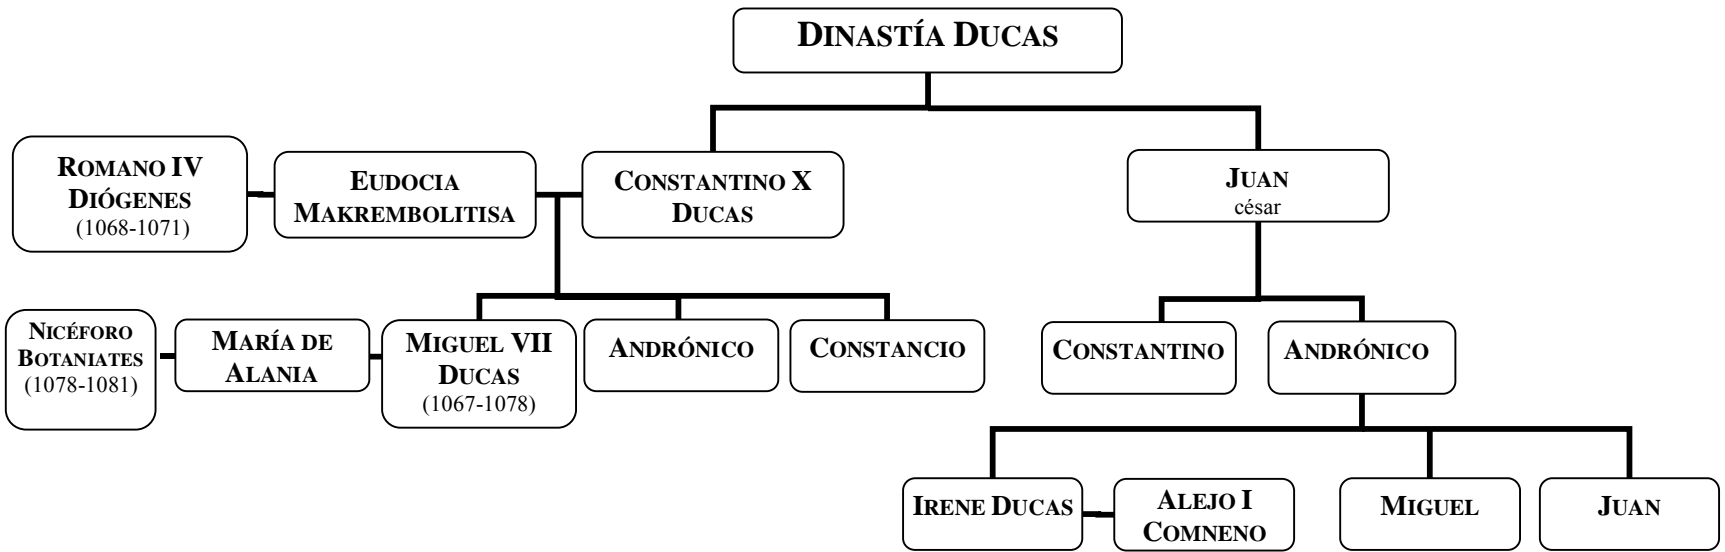 DINASTÍA DUCAS
ROMANO IV
DIÓGENES
(1068-1071)
EUDOCIA
MAKREMBOLITISA
CONSTANTINO X
DUCAS
JUAN
césar
NICÉFORO
BOTANIATES
(1078-1081)
MARÍA DE
ALANIA
MIGUEL VII
DUCAS
(1067-1078)
ANDRÓNICO
CONSTANCIO
CONSTANTINO
ANDRÓNICO
IRENE DUCAS
ALEJO I
COMNENO
MIGUEL
JUAN